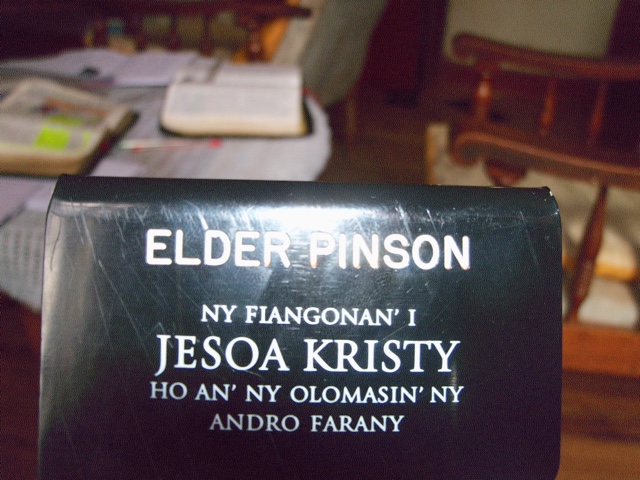 ELDER PINSON
NY FIANGONAN' I
JESOA KRISTY
HO AN' NY OLOMASIN' NY
ANDRO FARANY